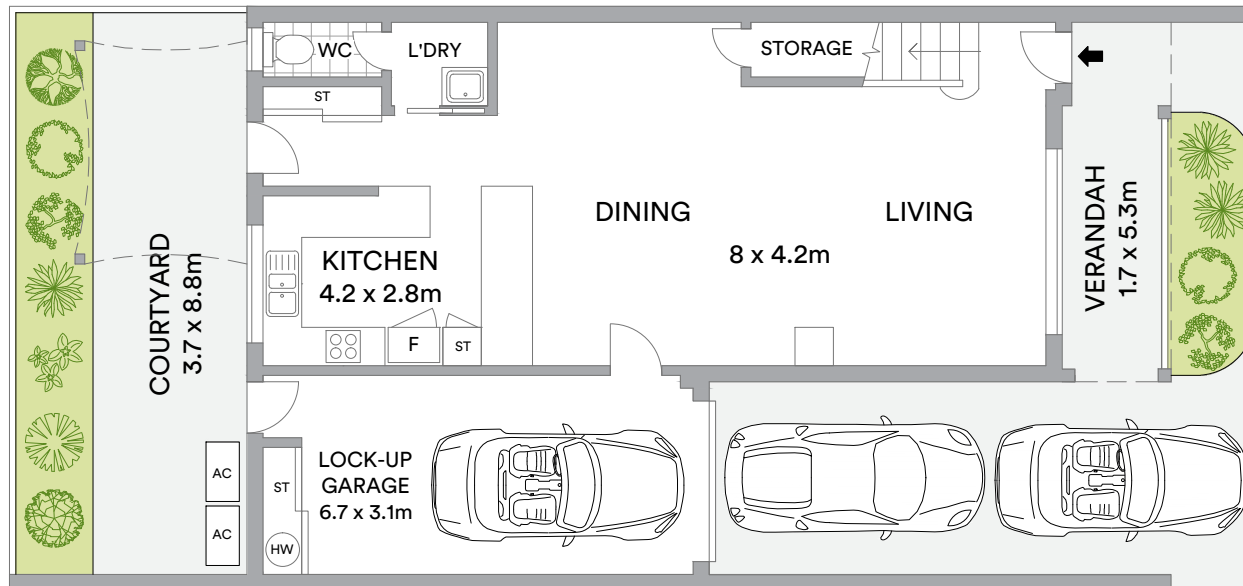 WC
L'DRY
STORAGE
ST
COURTYARD
3.7 x 8.8m
KITCHEN
4.2 x 2.8m
DINING
LIVING
8 x 4.2m
VERANDAH
1.7 x 5.3m
F
ST
LOCK-UP
GARAGE
6.7 x 3.1m
AC
AC
ST
HW